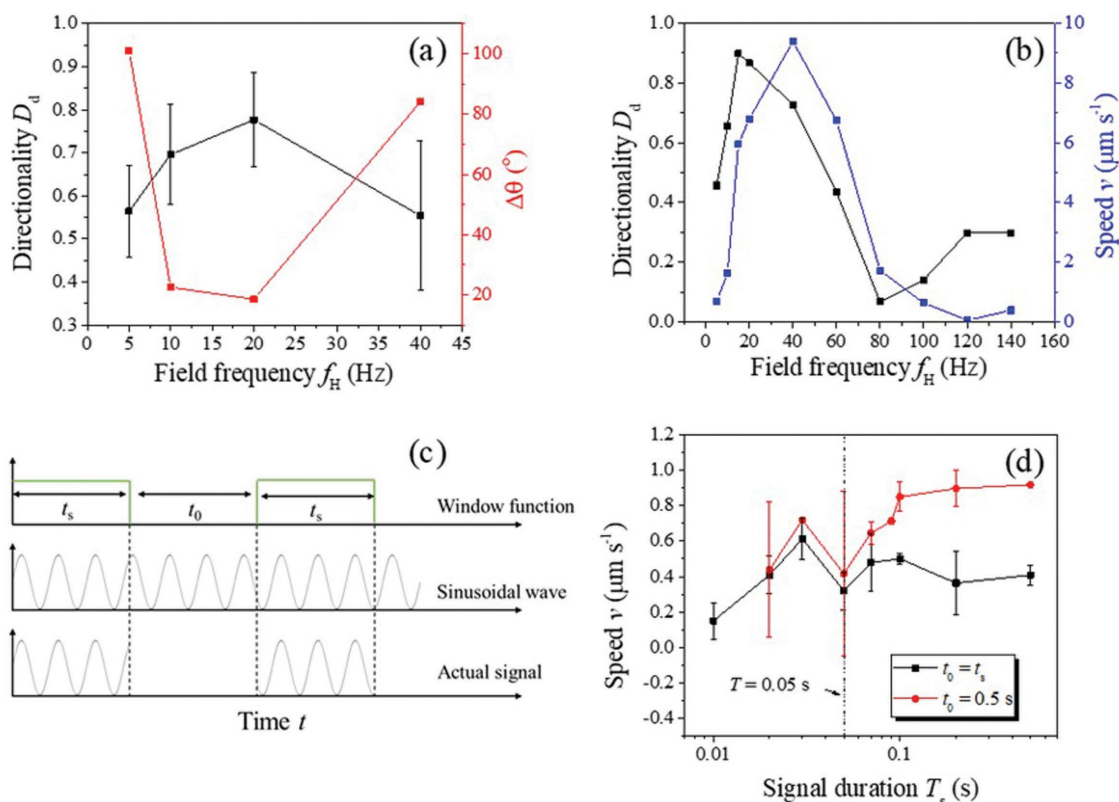 (a)
1.0
0.9
0.8
0.7
0.6
0.5
0.4
0.3
Directionality D_d
100
80
60
40
20
Δθ (°)
0 5 10 15 20 25 30 35 40 45
Field frequency f_H (Hz)
(b)
1.0
0.8
0.6
0.4
0.2
0.0
Directionality D_d
10
8
6
4
2
0
Speed v (μm s⁻¹)
0 20 40 60 80 100 120 140 160
Field frequency f_H (Hz)
(c)
t_s t_0 t_s
Window function
Sinusoidal wave
Actual signal
Time t
(d)
1.2
1.0
0.8
0.6
0.4
0.2
0.0
-0.2
-0.4
Speed v (μm s⁻¹)
T = 0.05 s
t_0 = t_s
t_0 = 0.5 s
0.01 0.1
Signal duration T_s (s)